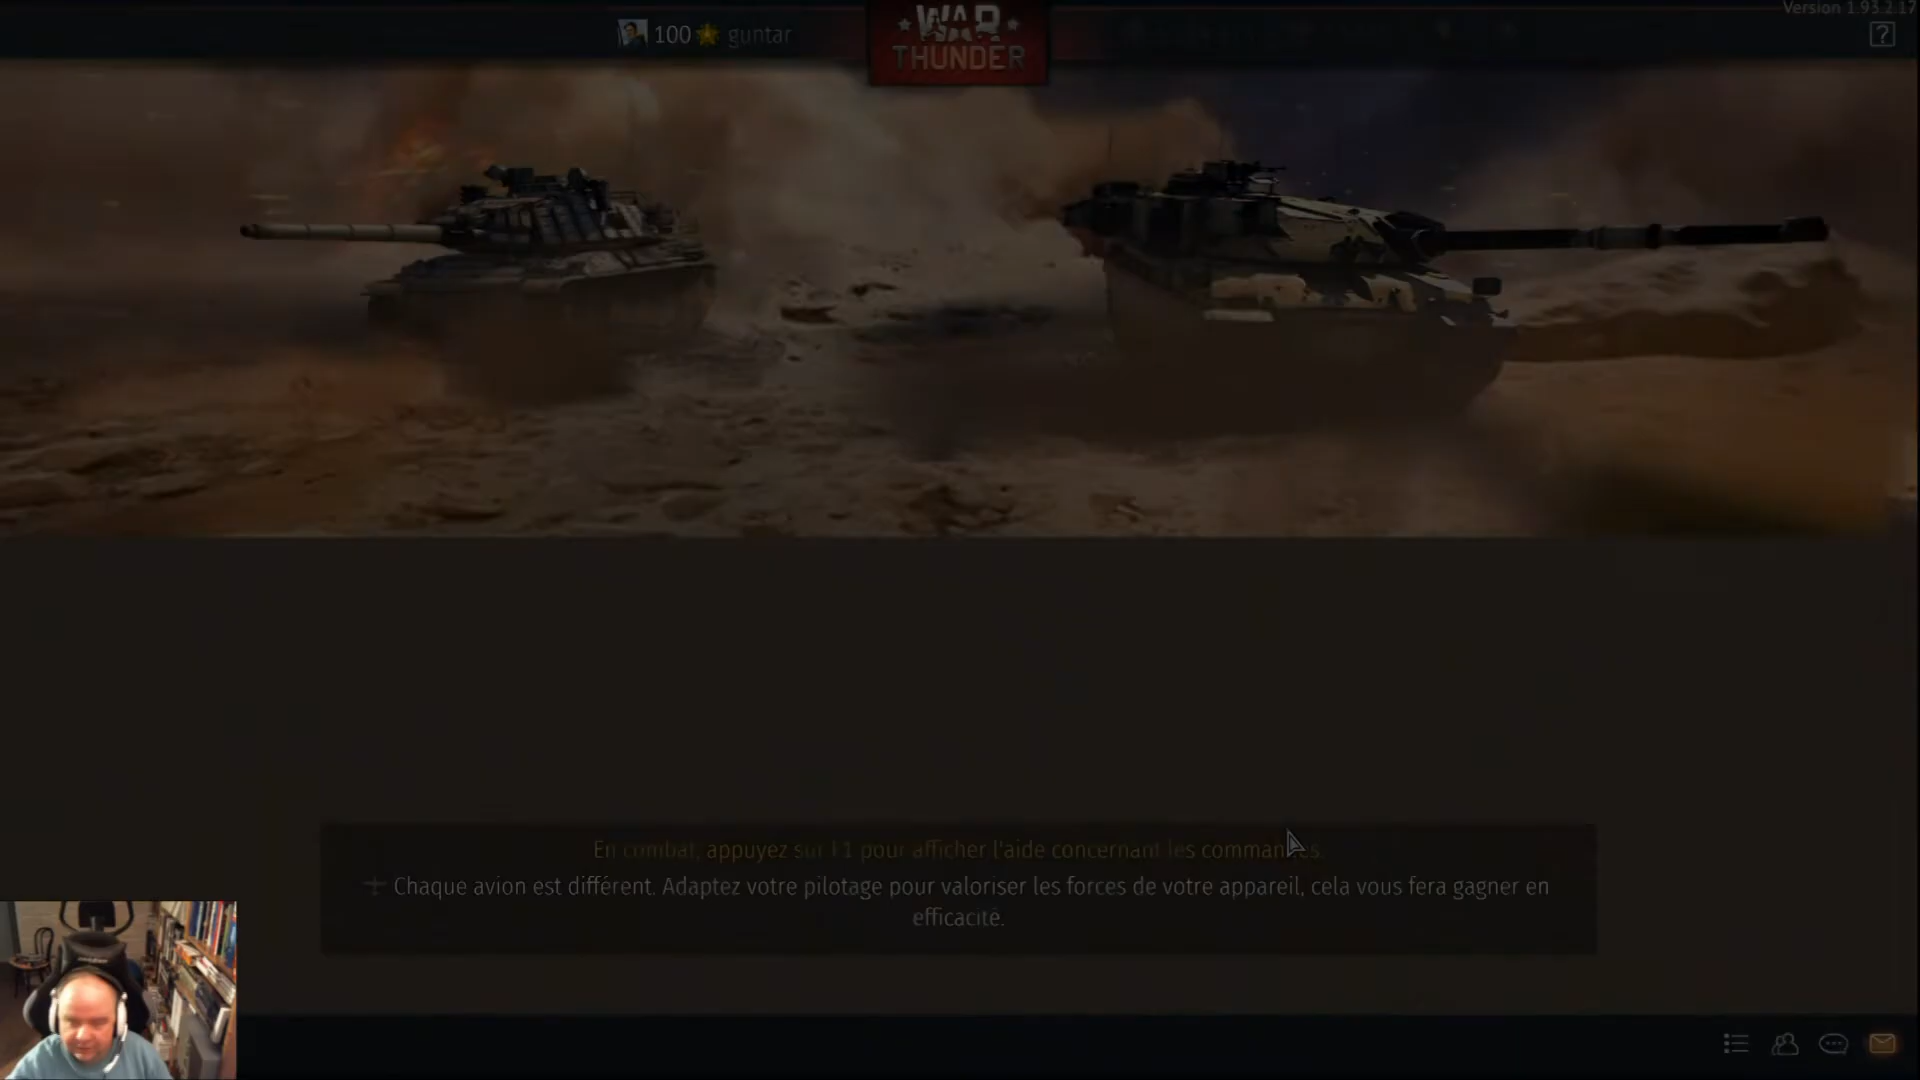 Version 1.93.2.17
100 guntar
WAR
THUNDER
?
En combat, appuyez sur F1 pour afficher l'aide concernant les commandes.
Chaque avion est différent. Adaptez votre pilotage pour valoriser les forces de votre appareil, cela vous fera gagner en
efficacité.